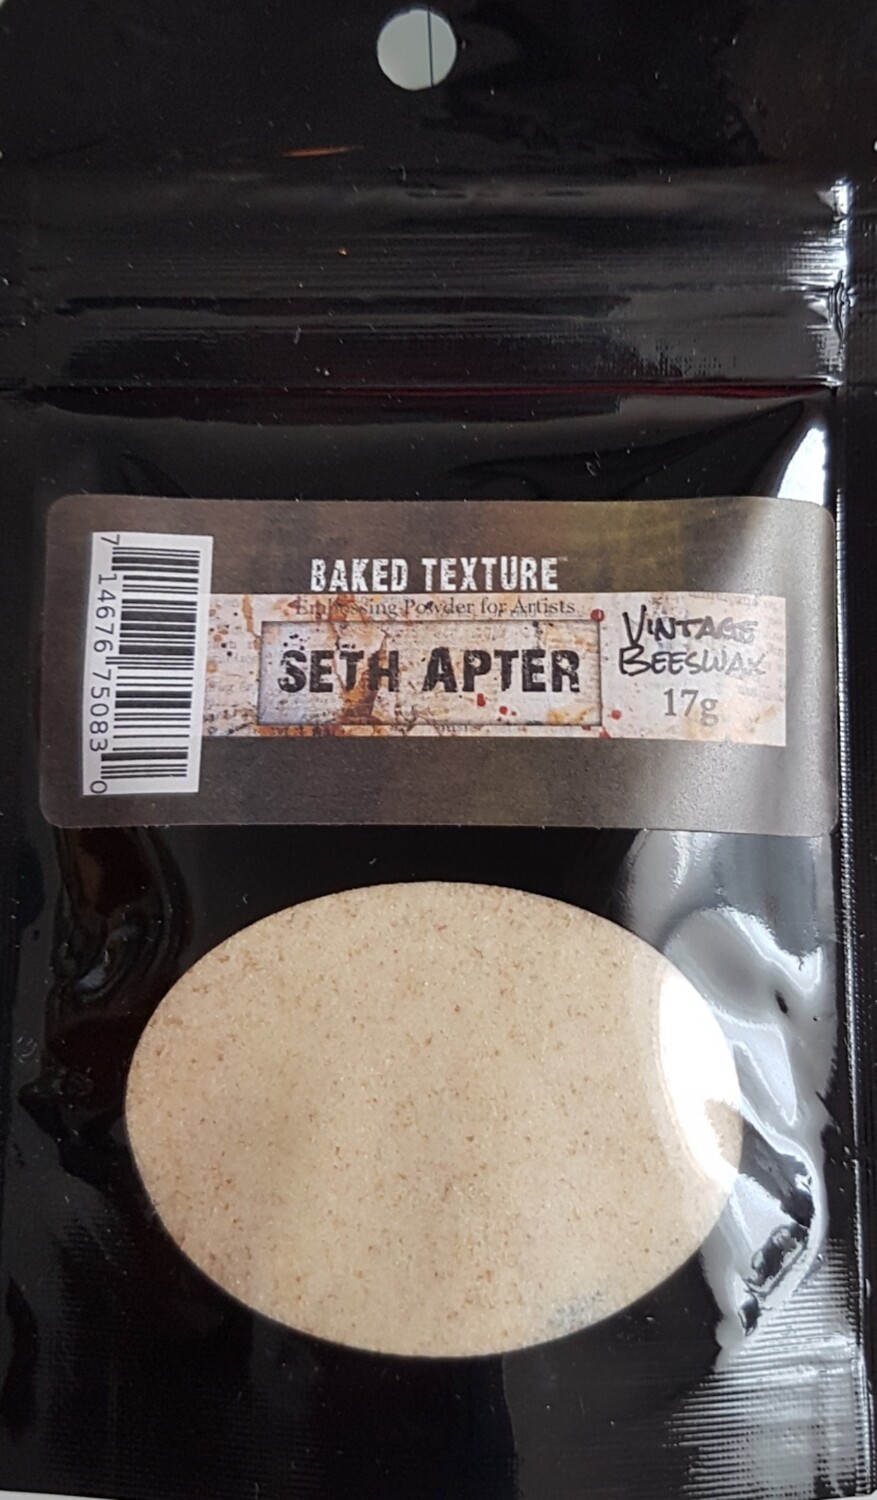 BAKED TEXTURE™
Embossing Powder for Artists
SETH APTER
VINTAGE
BEESWAX
17g
7 14676 75083 0